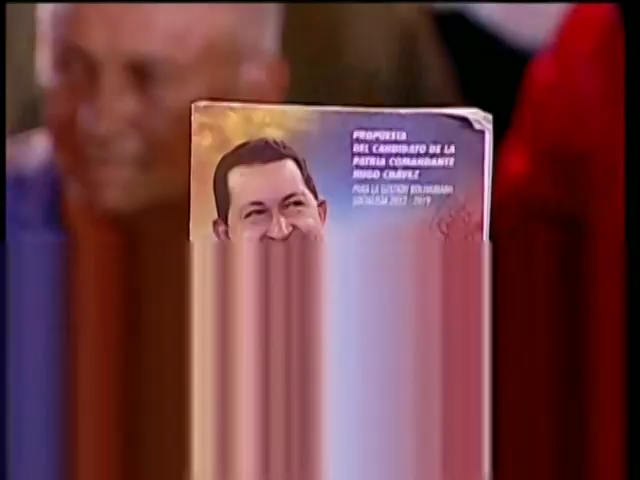 PROPUESTA
DEL CANDIDATO DE LA
PATRIA COMANDANTE
HUGO CHÁVEZ
PARA LA GESTIÓN BOLIVARIANA
SOCIALISTA 2013 - 2019